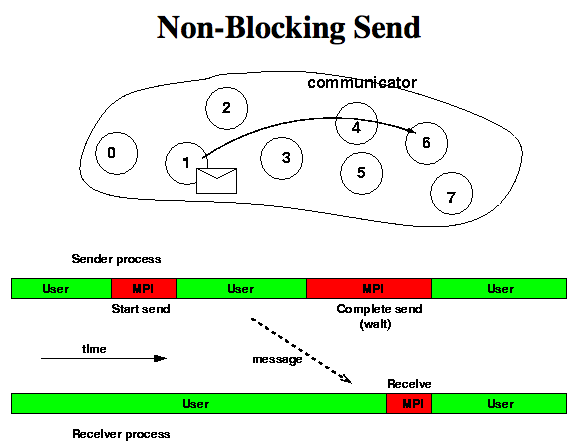 Non-Blocking Send
communicator
2
4
0
1
3
6
5
7
Sender process
User MPI User MPI User
Start send Complete send
(wait)
time
message
Receive
User MPI User
Receiver process